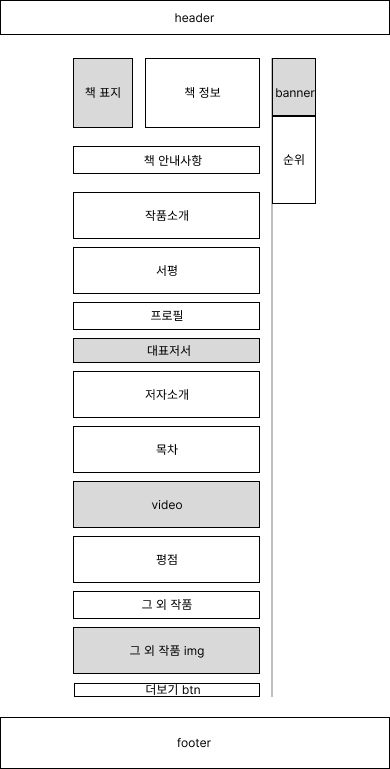 header
책 표지
책 정보
banner
순위
책 안내사항
작품소개
서평
프로필
대표저서
저자소개
목차
video
평점
그 외 작품
그 외 작품 img
더보기 btn
footer